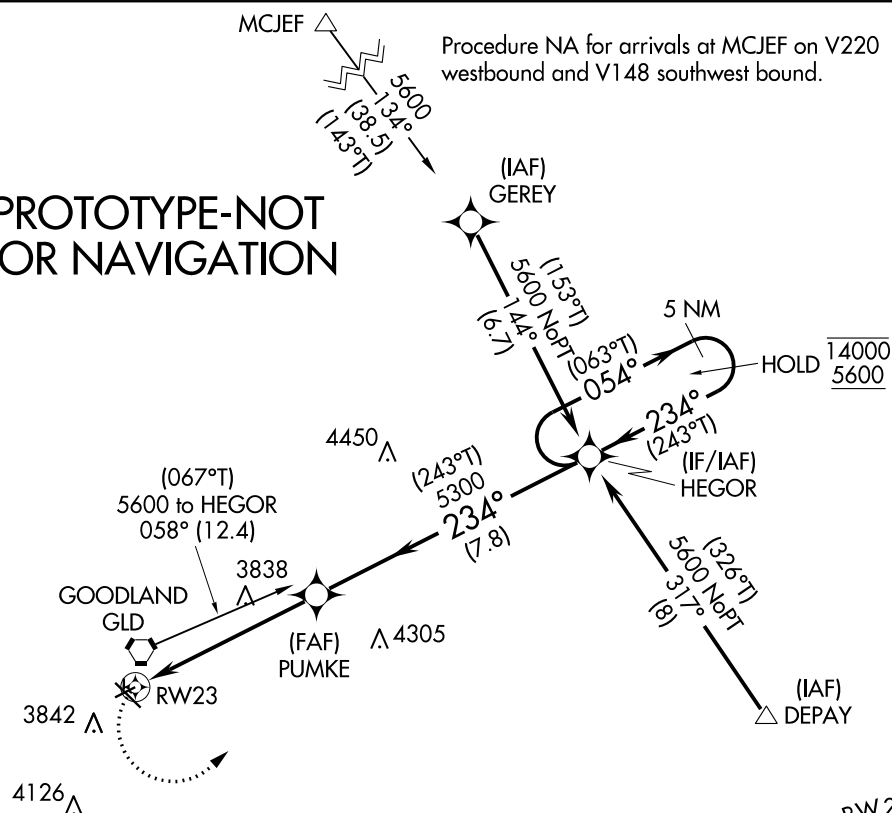 MCJEF
Procedure NA for arrivals at MCJEF on V220
westbound and V148 southwest bound.
5600
134°
(38.5)
(143°T)
(IAF)
GEREY
PROTOTYPE-NOT
OR NAVIGATION
(153°T)
5600 NoPT
144°
(6.7)
5 NM
(063°T)
054°
HOLD
14000
5600
234°
(243°T)
(IF/IAF)
HEGOR
4450
(243°T)
5300
234°
(7.8)
(067°T)
5600 to HEGOR
058° (12.4)
3838
GOODLAND
GLD
(FAF)
PUMKE
4305
(326°T)
5600 NoPT
317°
(8)
RW23
(IAF)
DEPAY
3842
4126
RW 2